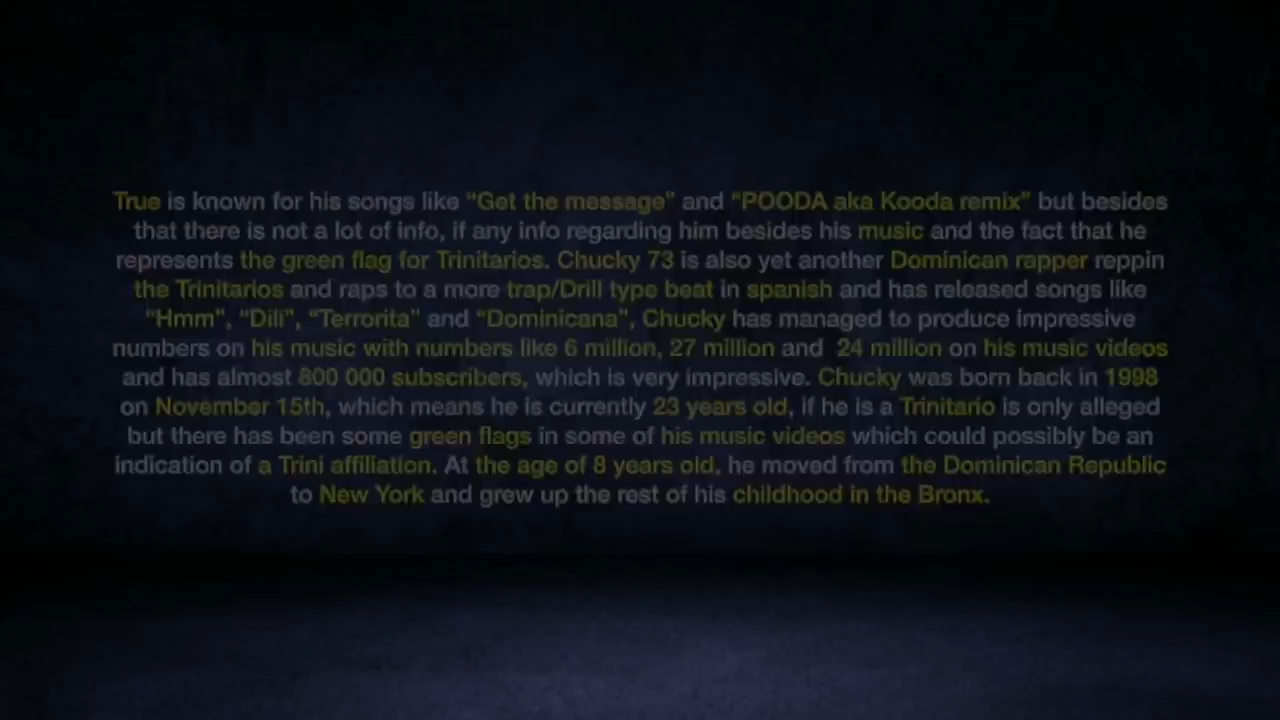 True is known for his songs like “Get the message” and “POODA aka Kooda remix” but besides
that there is not a lot of info, if any info regarding him besides his music and the fact that he
represents the green flag for Trinitarios. Chucky 73 is also yet another Dominican rapper reppin
the Trinitarios and raps to a more trap/Drill type beat in spanish and has released songs like
“Hmm”, “Dili”, “Terrorita” and “Dominicana”, Chucky has managed to produce impressive
numbers on his music with numbers like 6 million, 27 million and  24 million on his music videos
and has almost 800 000 subscribers, which is very impressive. Chucky was born back in 1998
on November 15th, which means he is currently 23 years old, if he is a Trinitario is only alleged
but there has been some green flags in some of his music videos which could possibly be an
indication of a Trini affiliation. At the age of 8 years old, he moved from the Dominican Republic
to New York and grew up the rest of his childhood in the Bronx.